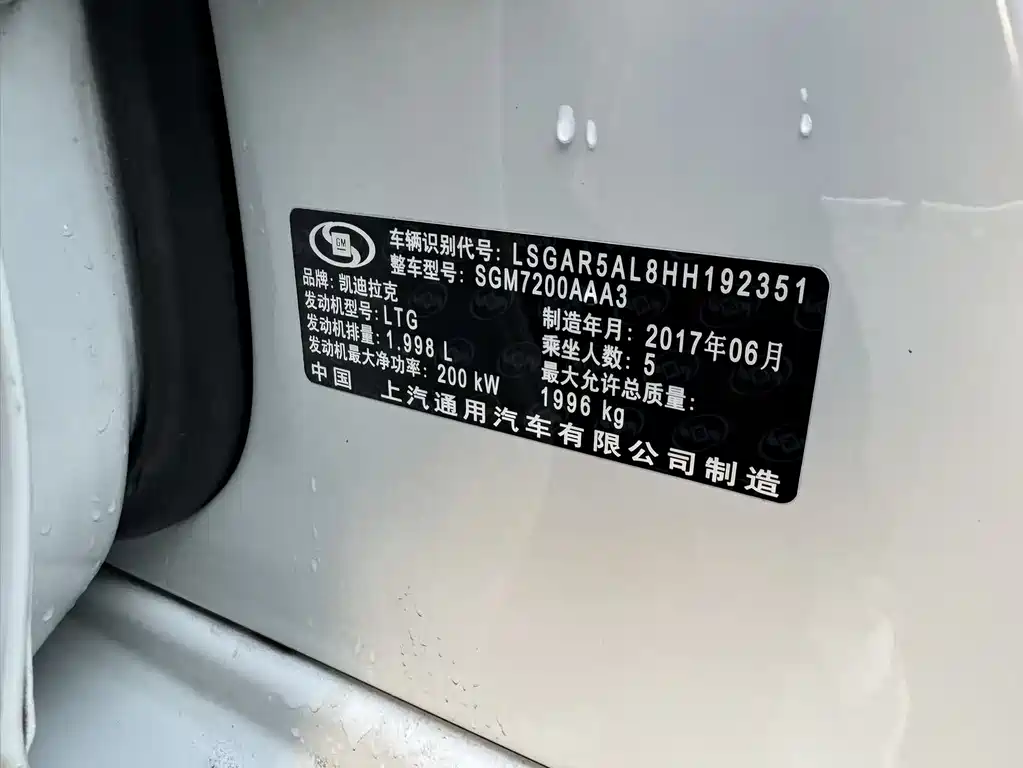 GM
车辆识别代号: LSGAR5AL8HH192351
整车型号: SGM7200AAA3
品牌: 凯迪拉克
发动机型号: LTG
发动机排量: 1.998 L
发动机最大净功率: 200 kW
制造年月: 2017年06月
乘坐人数: 5
最大允许总质量:
1996 kg
中国 上汽通用汽车有限公司制造